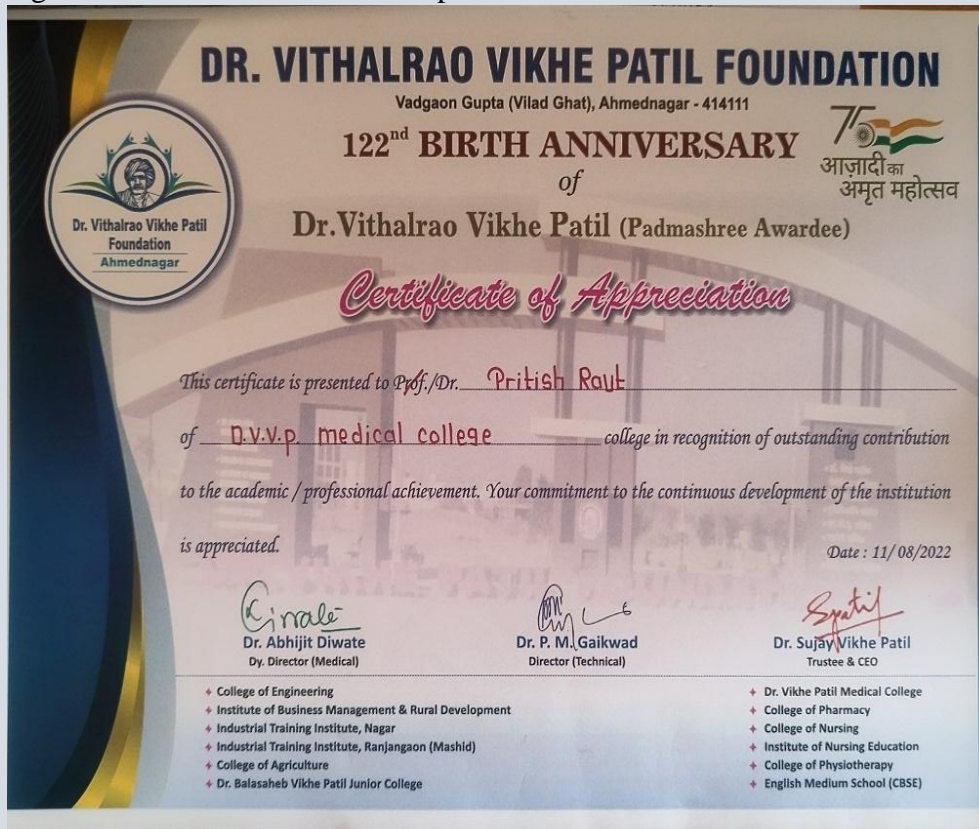 DR. VITHALRAO VIKHE PATIL FOUNDATION
Vadgaon Gupta (Vilad Ghat), Ahmednagar - 414111
122nd BIRTH ANNIVERSARY
of
Dr.Vithalrao Vikhe Patil (Padmashree Awardee)
75
आज़ादी का
अमृत महोत्सव
Dr. Vithalrao Vikhe Patil
Foundation
Ahmednagar
Certificate of Appreciation
This certificate is presented to Prof./Dr. Pritish Raut
of D.V.V.P. medical college college in recognition of outstanding contribution
to the academic / professional achievement. Your commitment to the continuous development of the institution
is appreciated.
Date : 11/08/2022
Dr. Abhijit Diwate
Dy. Director (Medical)
Dr. P. M. Gaikwad
Director (Technical)
Dr. Sujay Vikhe Patil
Trustee & CEO
College of Engineering
Institute of Business Management & Rural Development
Industrial Training Institute, Nagar
Industrial Training Institute, Ranjangaon (Mashid)
College of Agriculture
Dr. Balasaheb Vikhe Patil Junior College
Dr. Vikhe Patil Medical College
College of Pharmacy
College of Nursing
Institute of Nursing Education
College of Physiotherapy
English Medium School (CBSE)